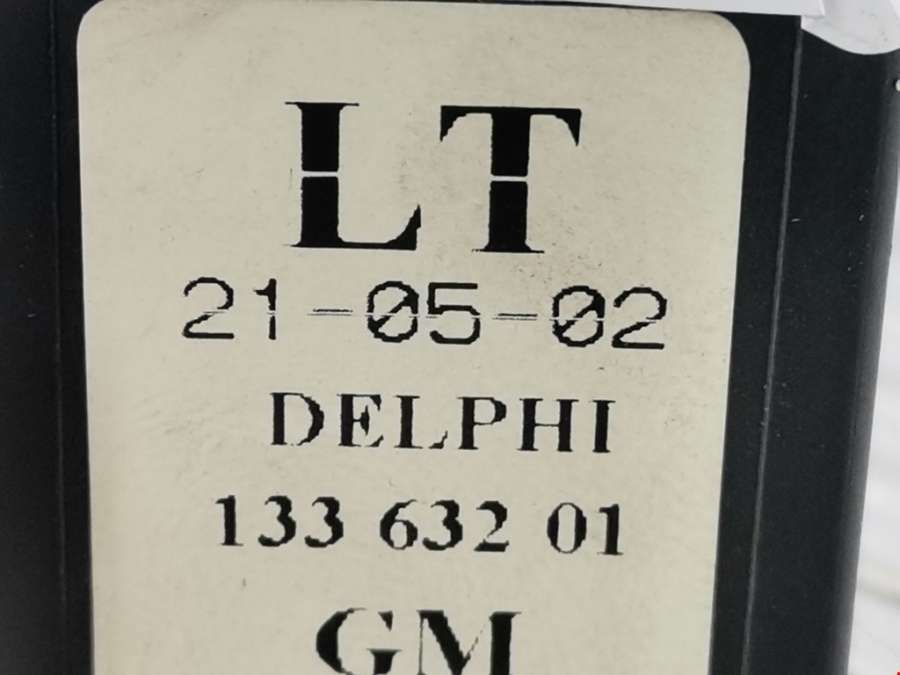 LT
21-05-02
DELPHI
133 632 01
GM